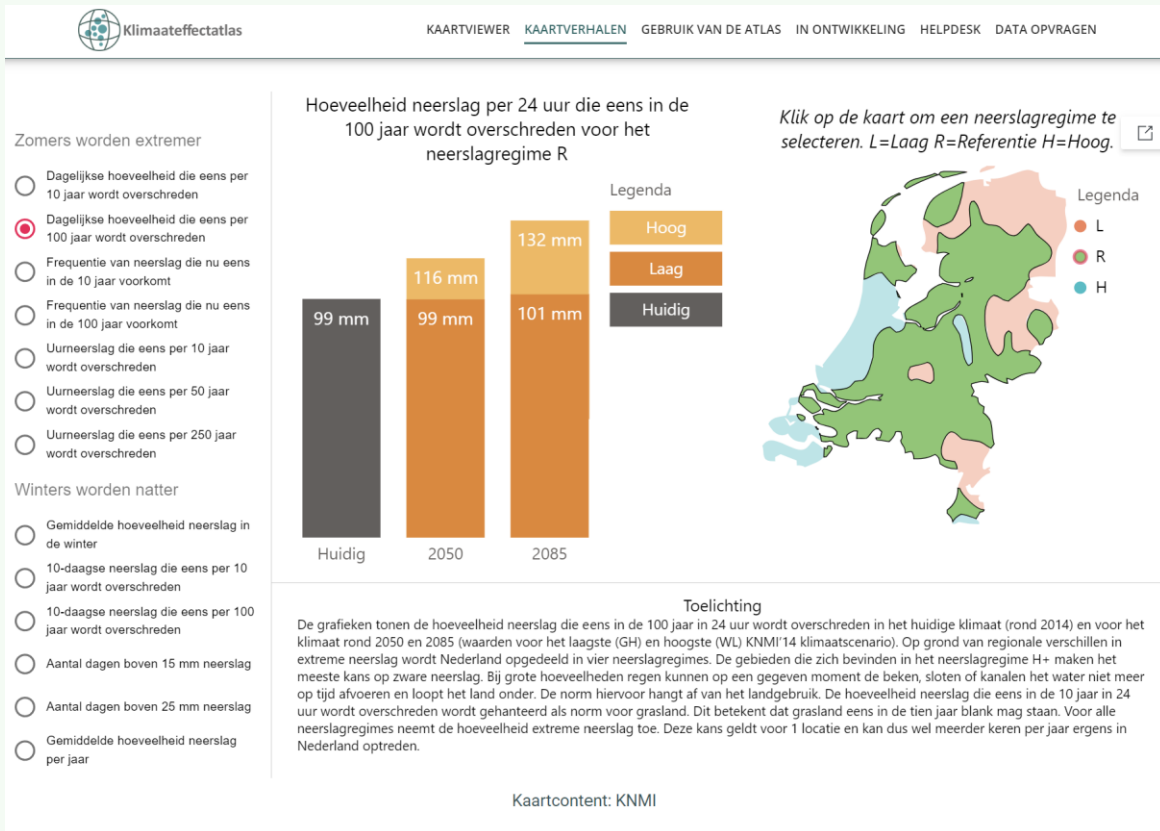 Klimaateffectatlas
KAARTVIEWER KAARTVERHALEN GEBRUIK VAN DE ATLAS IN ONTWIKKELING HELPDESK DATA OPVRAGEN
Zomers worden extremer
Dagelijkse hoeveelheid die eens per
10 jaar wordt overschreden
Dagelijkse hoeveelheid die eens per
100 jaar wordt overschreden
Frequentie van neerslag die nu eens
in de 10 jaar voorkomt
Frequentie van neerslag die nu eens
in de 100 jaar voorkomt
Uurneerslag die eens per 10 jaar
wordt overschreden
Uurneerslag die eens per 50 jaar
wordt overschreden
Uurneerslag die eens per 250 jaar
wordt overschreden
Winters worden natter
Gemiddelde hoeveelheid neerslag in
de winter
10-daagse neerslag die eens per 10
jaar wordt overschreden
10-daagse neerslag die eens per 100
jaar wordt overschreden
Aantal dagen boven 15 mm neerslag
Aantal dagen boven 25 mm neerslag
Gemiddelde hoeveelheid neerslag
per jaar
Hoeveelheid neerslag per 24 uur die eens in de
100 jaar wordt overschreden voor het
neerslagregime R
Legenda
Hoog
Laag
Huidig
132 mm
116 mm
99 mm
99 mm
101 mm
Huidig
2050
2085
Klik op de kaart om een neerslagregime te
selecteren. L=Laag R=Referentie H=Hoog.
Legenda
L
R
H
Toelichting
De grafieken tonen de hoeveelheid neerslag die eens in de 100 jaar in 24 uur wordt overschreden in het huidige klimaat (rond 2014) en voor het
klimaat rond 2050 en 2085 (waarden voor het laagste (GH) en hoogste (WL) KNMI'14 klimaatscenario). Op grond van regionale verschillen in
extreme neerslag wordt Nederland opgedeeld in vier neerslagregimes. De gebieden die zich bevinden in het neerslagregime H+ maken het
meeste kans op zware neerslag. Bij grote hoeveelheden regen kunnen op een gegeven moment de beken, sloten of kanalen het water niet meer
op tijd afvoeren en loopt het land onder. De norm hiervoor hangt af van het landgebruik. De hoeveelheid neerslag die eens in de 10 jaar in 24
uur wordt overschreden wordt gehanteerd als norm voor grasland. Dit betekent dat grasland eens in de tien jaar blank mag staan. Voor alle
neerslagregimes neemt de hoeveelheid extreme neerslag toe. Deze kans geldt voor 1 locatie en kan dus wel meerder keren per jaar ergens in
Nederland optreden.
Kaartcontent: KNMI